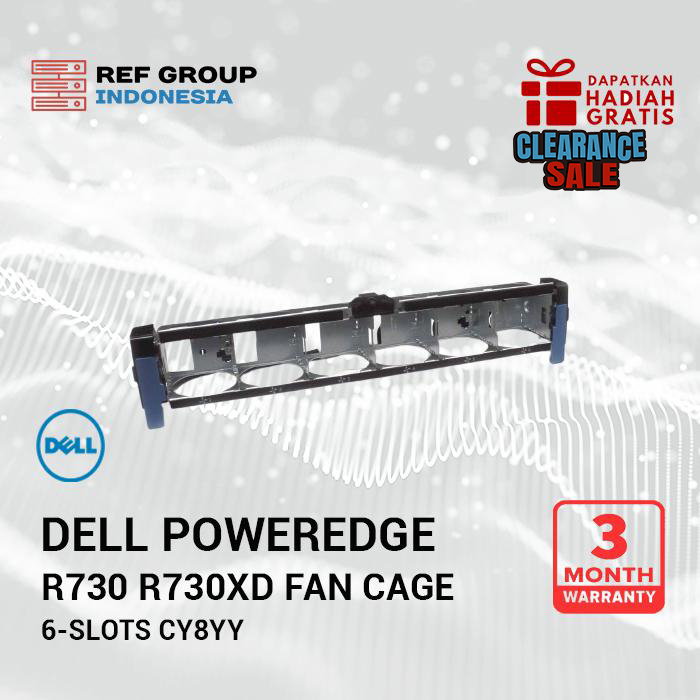 REF GROUP
INDONESIA
DAPATKAN
HADIAH
GRATIS
CLEARANCE
SALE
DELL
DELL POWEREDGE
R730 R730XD FAN CAGE
6-SLOTS CY8YY
3
MONTH
WARRANTY